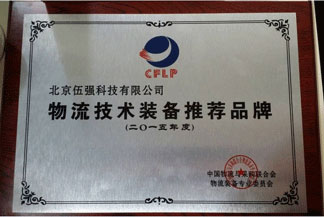 CFLP
北京伍强科技有限公司
物流技术装备推荐品牌
(二〇一五年度)
中国物流与采购联合会
物流装备专业委员会